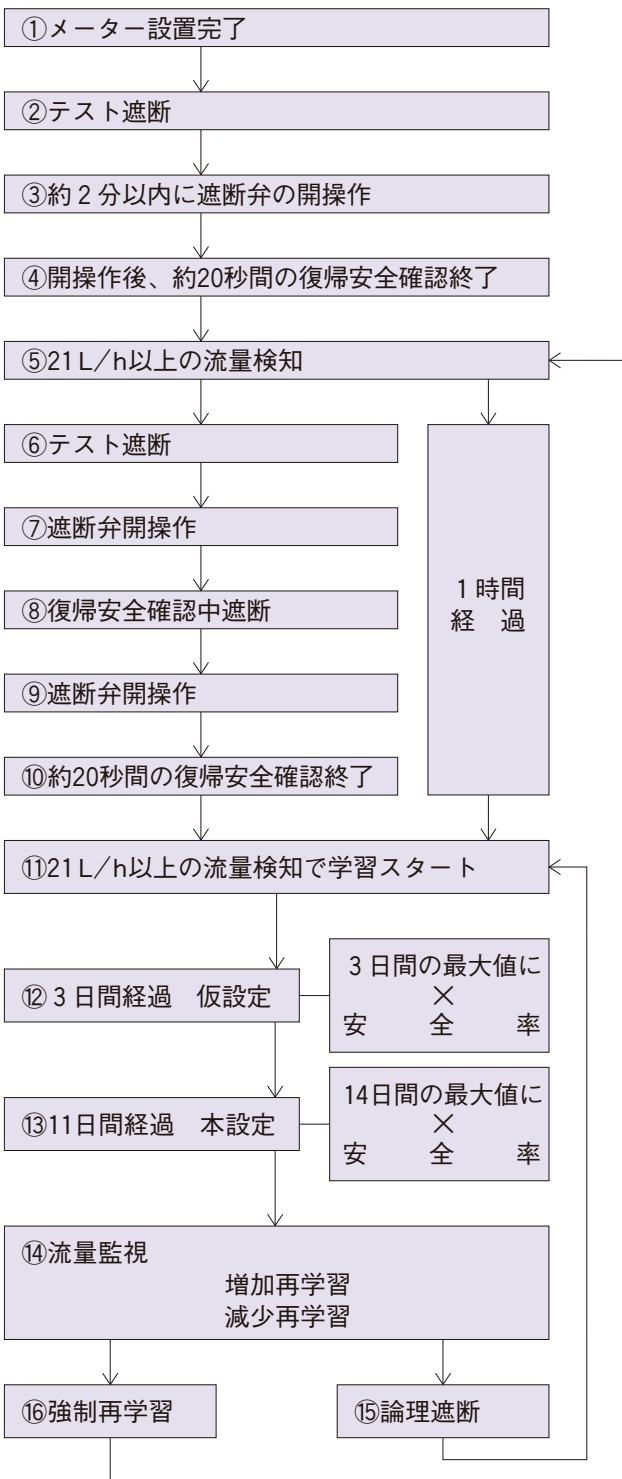 ①メーター設置完了
②テスト遮断
③約２分以内に遮断弁の開操作
④開操作後、約20秒間の復帰安全確認終了
⑤21L／h以上の流量検知
⑥テスト遮断
⑦遮断弁開操作
⑧復帰安全確認中遮断
⑨遮断弁開操作
⑩約20秒間の復帰安全確認終了
１時間
経　過
⑪21L／h以上の流量検知で学習スタート
⑫３日間経過　仮設定
３日間の最大値に
×
安　全　率
⑬11日間経過　本設定
14日間の最大値に
×
安　全　率
⑭流量監視
増加再学習
減少再学習
⑯強制再学習
⑮論理遮断